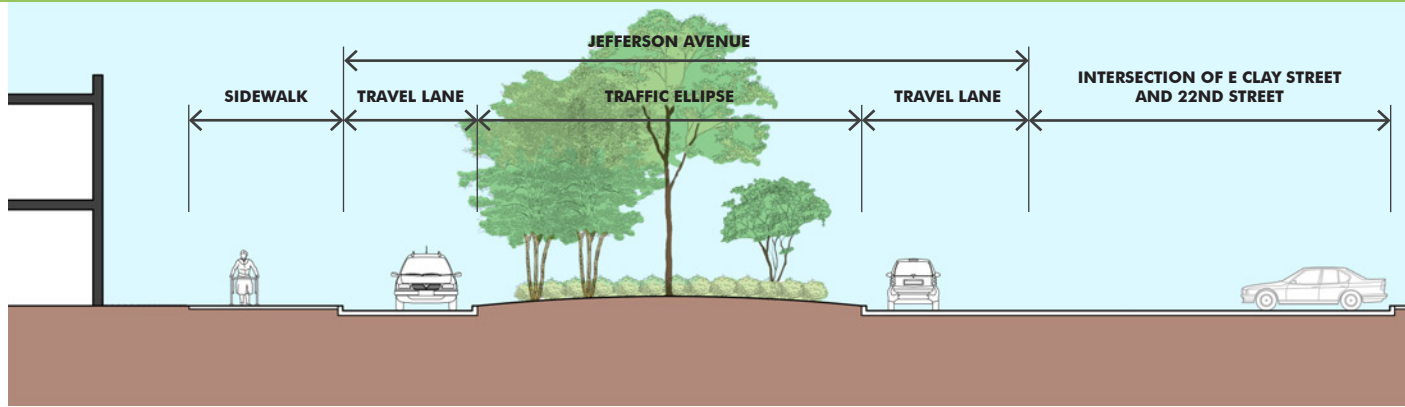 JEFFERSON AVENUE
SIDEWALK
TRAVEL LANE
TRAFFIC ELLIPSE
TRAVEL LANE
INTERSECTION OF E CLAY STREET
AND 22ND STREET